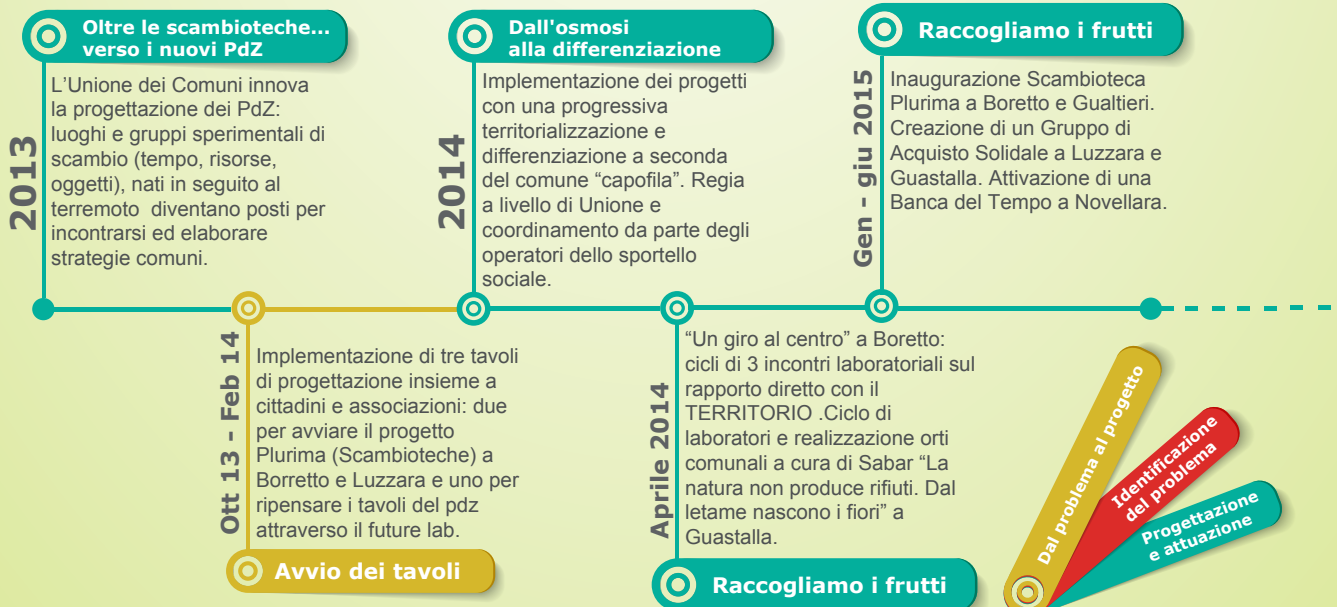 Oltre le scambioteche...
verso i nuovi PdZ
2013
L'Unione dei Comuni innova
la progettazione dei PdZ:
luoghi e gruppi sperimentali di
scambio (tempo, risorse,
oggetti), nati in seguito al
terremoto  diventano posti per
incontrarsi ed elaborare
strategie comuni.
Dall'osmosi
alla differenziazione
2014
Implementazione dei progetti
con una progressiva
territorializzazione e
differenziazione a seconda
del comune “capofila”. Regia
a livello di Unione e
coordinamento da parte degli
operatori dello sportello
sociale.
Raccogliamo i frutti
Gen - giu 2015
Inaugurazione Scambioteca
Plurima a Boretto e Gualtieri.
Creazione di un Gruppo di
Acquisto Solidale a Luzzara e
Guastalla. Attivazione di una
Banca del Tempo a Novellara.
Ott 13 - Feb 14
Implementazione di tre tavoli
di progettazione insieme a
cittadini e associazioni: due
per avviare il progetto
Plurima (Scambioteche) a
Borretto e Luzzara e uno per
ripensare i tavoli del pdz
attraverso il future lab.
Avvio dei tavoli
Aprile 2014
“Un giro al centro” a Boretto:
cicli di 3 incontri laboratoriali sul
rapporto diretto con il
TERRITORIO .Ciclo di
laboratori e realizzazione orti
comunali a cura di Sabar “La
natura non produce rifiuti. Dal
letame nascono i fiori” a
Guastalla.
Raccogliamo i frutti
Dal problema al progetto
Identificazione
del problema
Progettazione
e attuazione